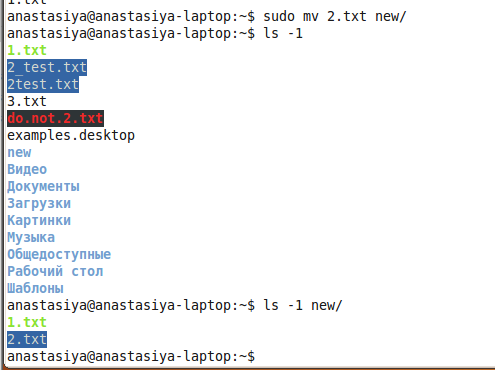 1.txt
anastasiya@anastasiya-laptop:~$ sudo mv 2.txt new/
anastasiya@anastasiya-laptop:~$ ls -1
1.txt
2_test.txt
2test.txt
3.txt
do.not.2.txt
examples.desktop
new
Видео
Документы
Загрузки
Картинки
Музыка
Общедоступные
Рабочий стол
Шаблоны
anastasiya@anastasiya-laptop:~$ ls -1 new/
1.txt
2.txt
anastasiya@anastasiya-laptop:~$